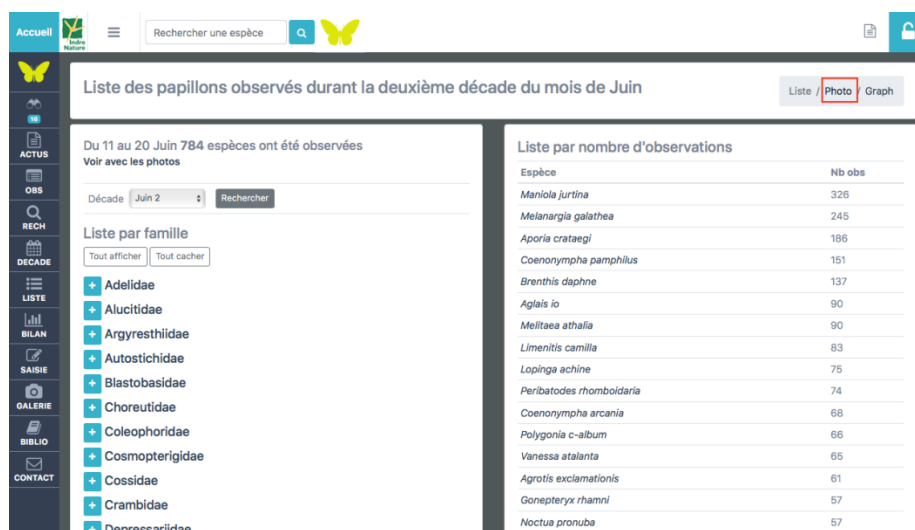 Accueil
Indre
Nature
Rechercher une espèce
16
ACTUS
OBS
RECH
DECADE
LISTE
BILAN
SAISIE
GALERIE
BIBLIO
CONTACT
Liste des papillons observés durant la deuxième décade du mois de Juin
Liste / Photo / Graph
Du 11 au 20 Juin 784 espèces ont été observées
Voir avec les photos
Décade Juin 2 Rechercher
Liste par famille
Tout afficher Tout cacher
+ Adelidae
+ Alucitidae
+ Argyresthiidae
+ Autostichidae
+ Blastobasidae
+ Choreutidae
+ Coleophoridae
+ Cosmopterigidae
+ Cossidae
+ Crambidae
+ Depressariidae
Liste par nombre d'observations
Espèce Nb obs
Maniola jurtina 326
Melanargia galathea 245
Aporia crataegi 186
Coenonympha pamphilus 151
Brenthis daphne 137
Aglais io 90
Melitaea athalia 90
Limenitis camilla 83
Lopinga achine 75
Peribatodes rhomboidaria 74
Coenonympha arcania 68
Polygonia c-album 66
Vanessa atalanta 65
Agrotis exclamationis 61
Gonepteryx rhamni 57
Noctua pronuba 57